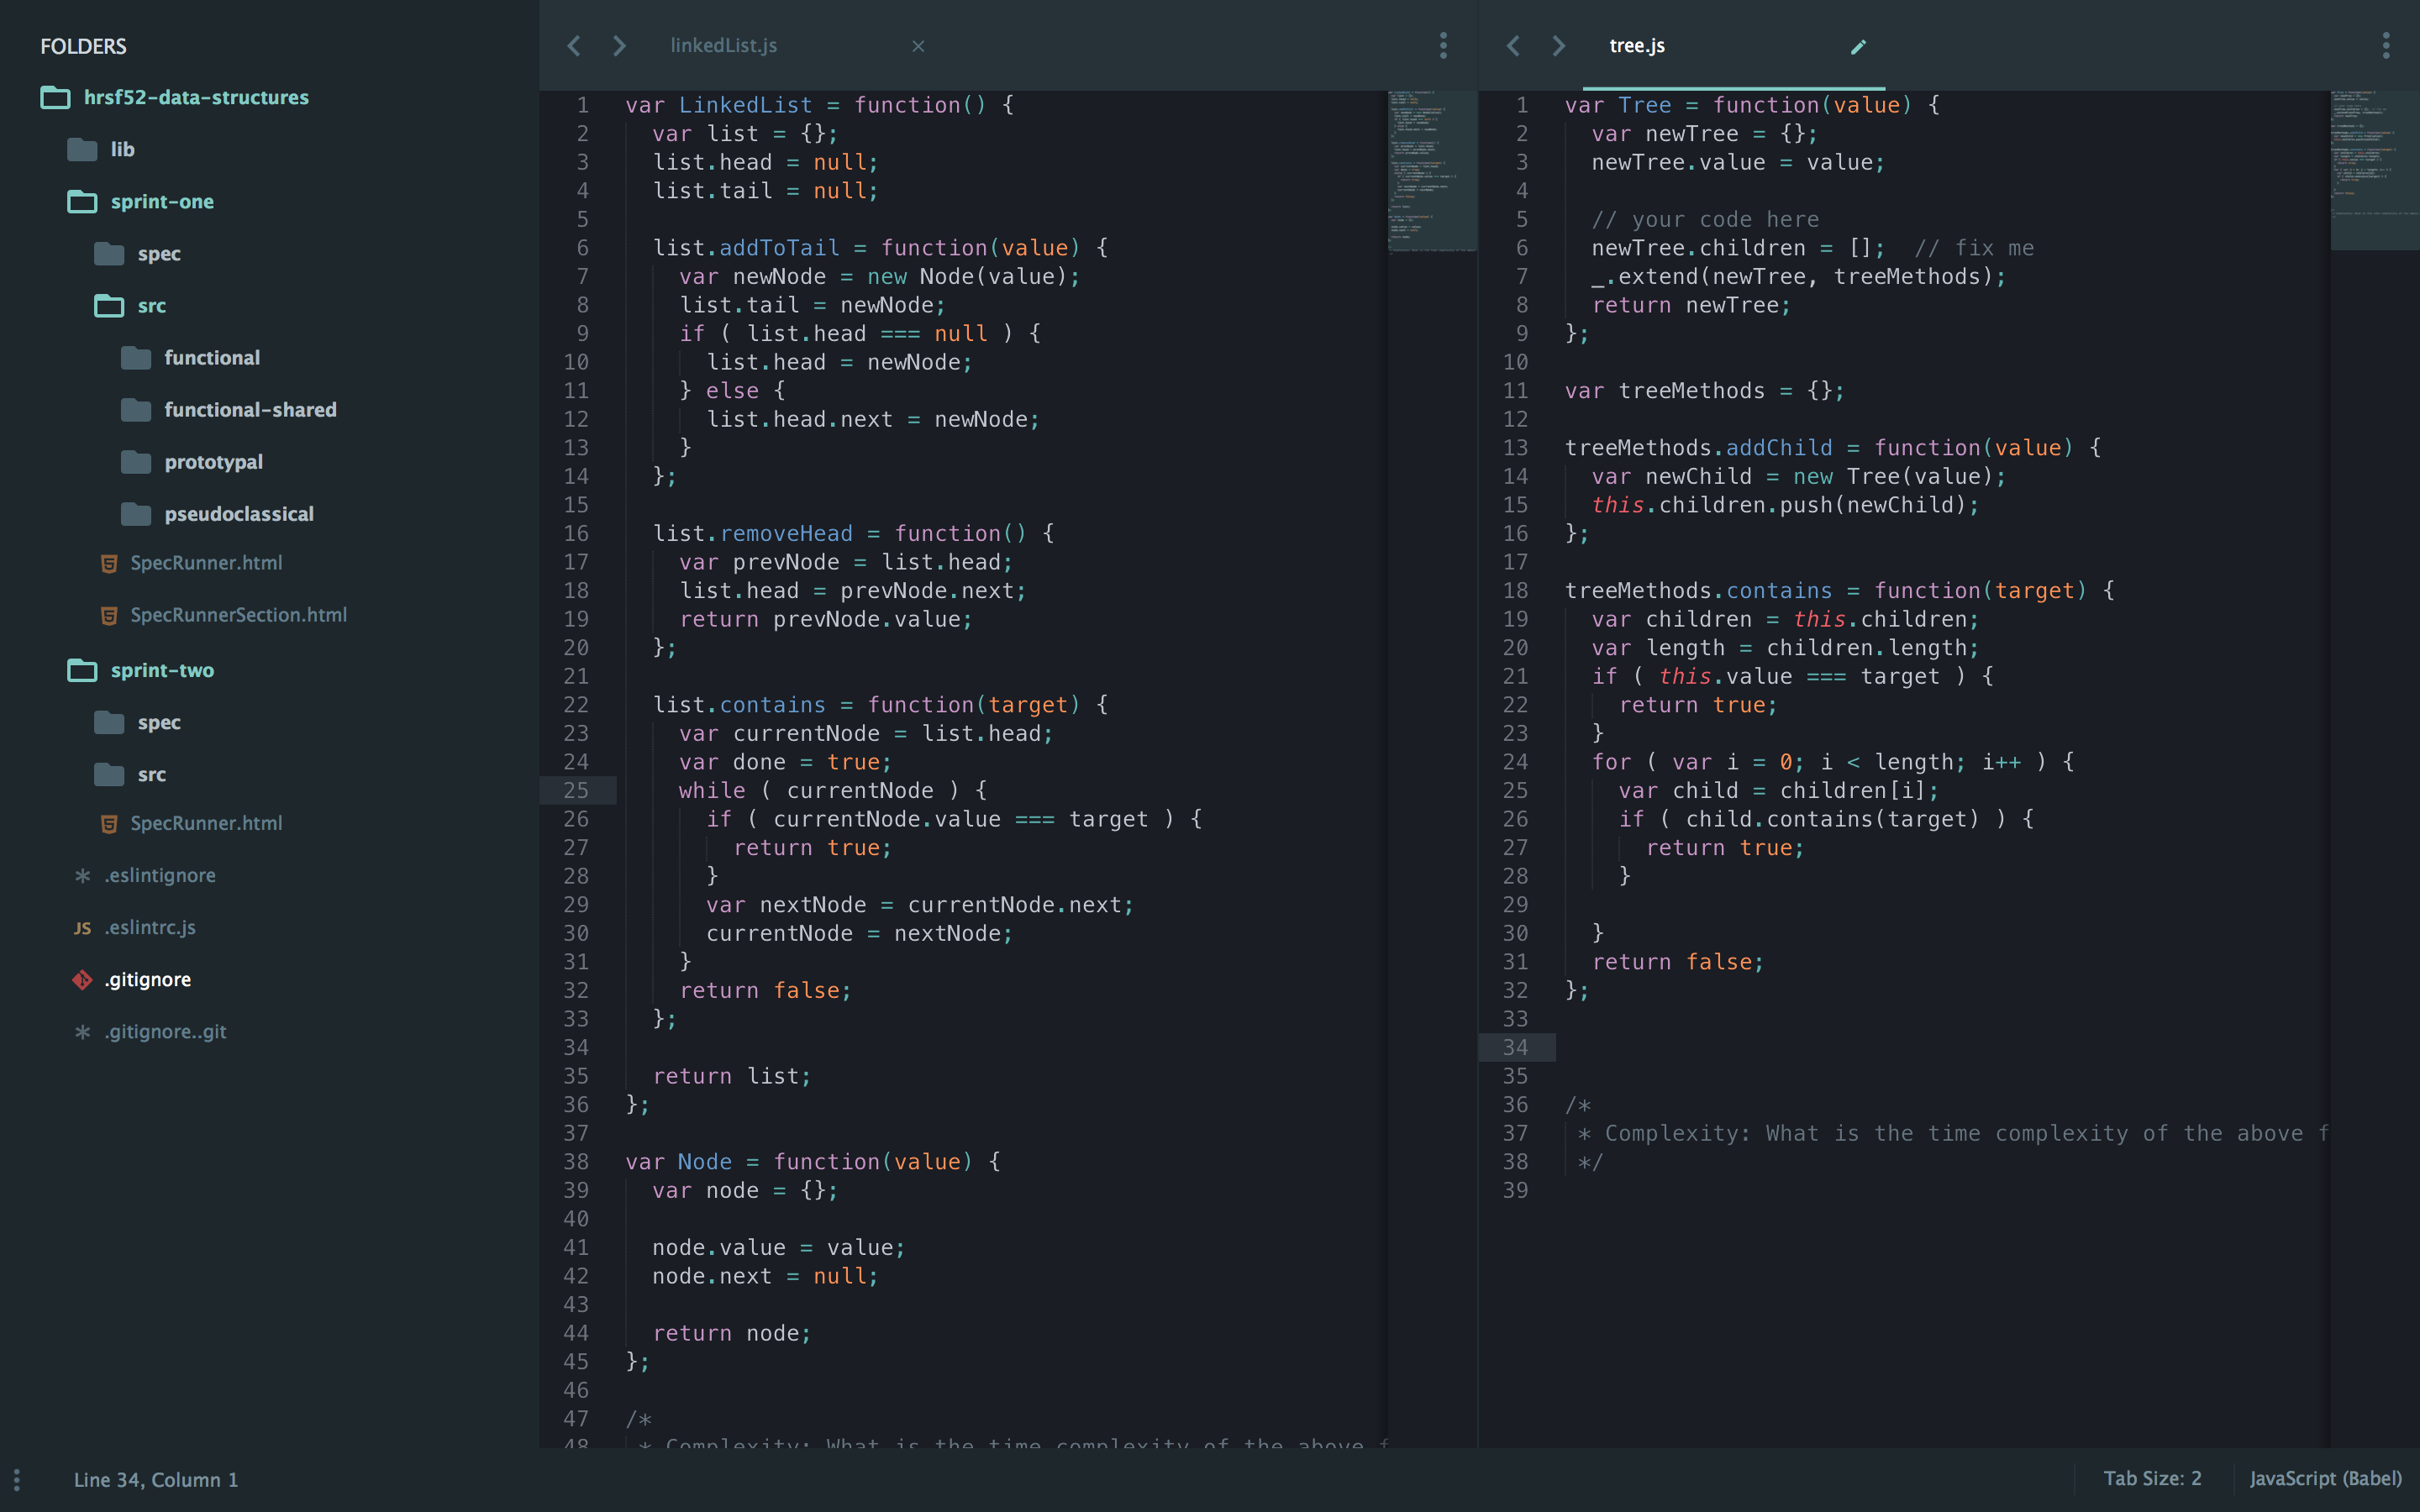 FOLDERS
hrsf52-data-structures
lib
sprint-one
spec
src
functional
functional-shared
prototypal
pseudoclassical
SpecRunner.html
SpecRunnerSection.html
sprint-two
spec
src
SpecRunner.html
.eslintignore
JS .eslintrc.js
.gitignore
.gitignore..git
linkedList.js
1 var LinkedList = function() {
2   var list = {};
3   list.head = null;
4   list.tail = null;
5
6   list.addToTail = function(value) {
7     var newNode = new Node(value);
8     list.tail = newNode;
9     if ( list.head === null ) {
10       list.head = newNode;
11     } else {
12       list.head.next = newNode;
13     }
14   };
15
16   list.removeHead = function() {
17     var prevNode = list.head;
18     list.head = prevNode.next;
19     return prevNode.value;
20   };
21
22   list.contains = function(target) {
23     var currentNode = list.head;
24     var done = true;
25     while ( currentNode ) {
26       if ( currentNode.value === target ) {
27         return true;
28       }
29       var nextNode = currentNode.next;
30       currentNode = nextNode;
31     }
32     return false;
33   };
34
35   return list;
36 };
37
38 var Node = function(value) {
39   var node = {};
40
41   node.value = value;
42   node.next = null;
43
44   return node;
45 };
46
47 /*
48  * Complexity: What is the time complexity of the above f
tree.js
1 var Tree = function(value) {
2   var newTree = {};
3   newTree.value = value;
4
5   // your code here
6   newTree.children = [];  // fix me
7   _.extend(newTree, treeMethods);
8   return newTree;
9 };
10
11 var treeMethods = {};
12
13 treeMethods.addChild = function(value) {
14   var newChild = new Tree(value);
15   this.children.push(newChild);
16 };
17
18 treeMethods.contains = function(target) {
19   var children = this.children;
20   var length = children.length;
21   if ( this.value === target ) {
22     return true;
23   }
24   for ( var i = 0; i < length; i++ ) {
25     var child = children[i];
26     if ( child.contains(target) ) {
27       return true;
28     }
29
30   }
31   return false;
32 };
33
34
35
36 /*
37  * Complexity: What is the time complexity of the above f
38  */
39
Line 34, Column 1
Tab Size: 2
JavaScript (Babel)